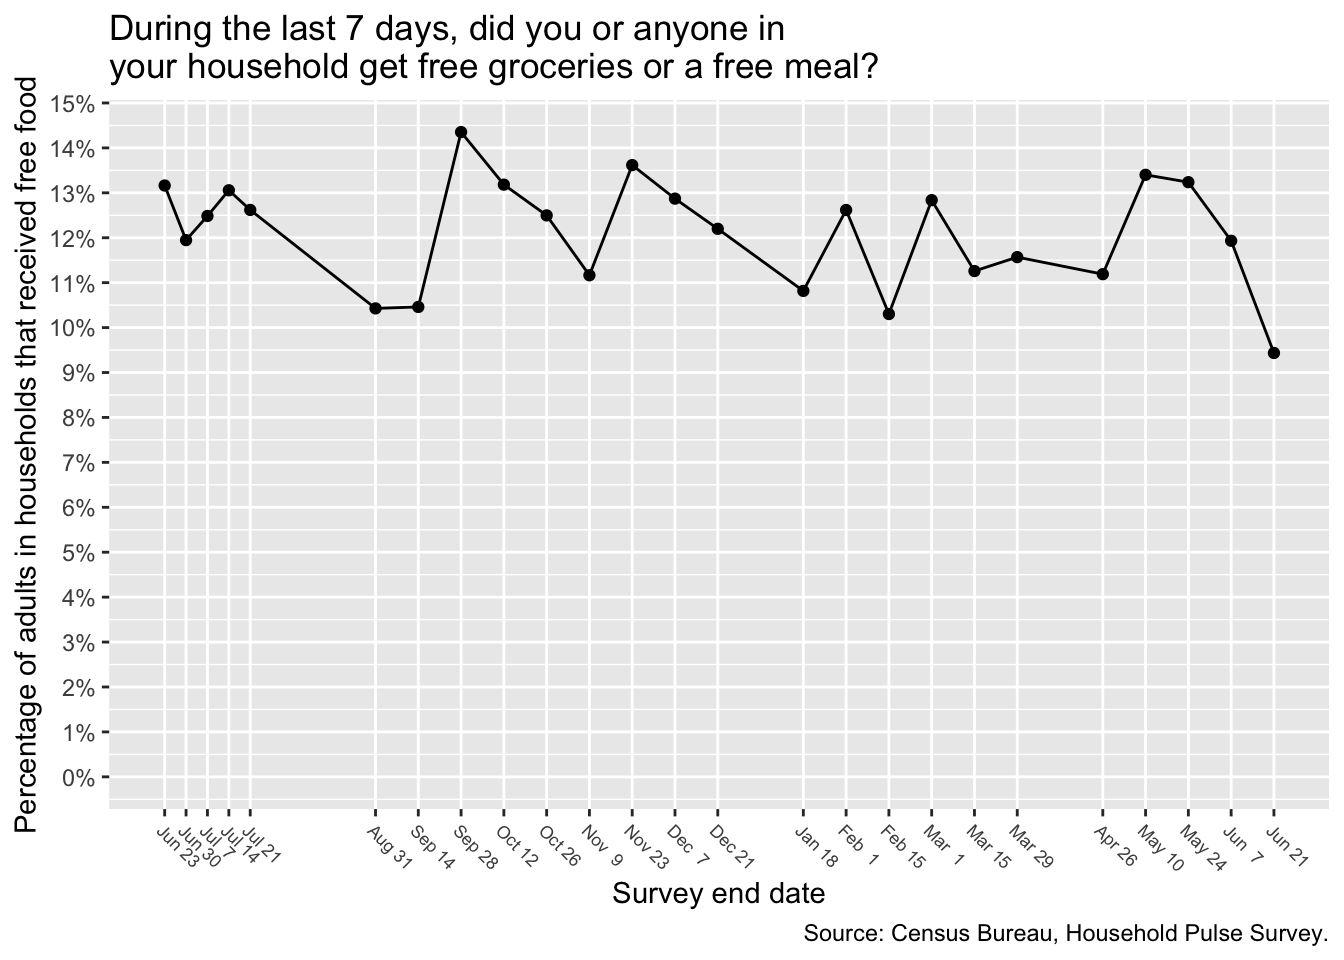 During the last 7 days, did you or anyone in
your household get free groceries or a free meal?
Percentage of adults in households that received free food
15%
14%
13%
12%
11%
10%
9%
8%
7%
6%
5%
4%
3%
2%
1%
0%
Jun 23
Jun 30
Jul 7
Jul 14
Jul 21
Aug 31
Sep 14
Sep 28
Oct 12
Oct 26
Nov 9
Nov 23
Dec 7
Dec 21
Jan 18
Feb 1
Feb 15
Mar 1
Mar 15
Mar 29
Apr 26
May 10
May 24
Jun 7
Jun 21
Survey end date
Source: Census Bureau, Household Pulse Survey.